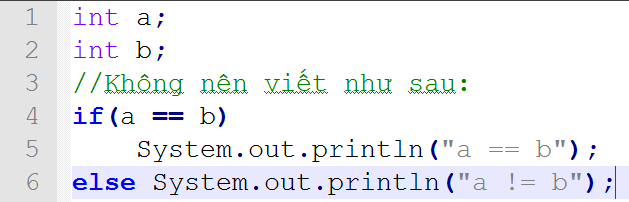 1 int a;
2 int b;
3 //Không nên viết như sau:
4 if(a == b)
5 System.out.println("a == b");
6 else System.out.println("a != b");